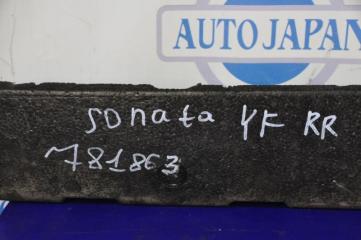 AUTO JAPAN
sonata YF RR
781863